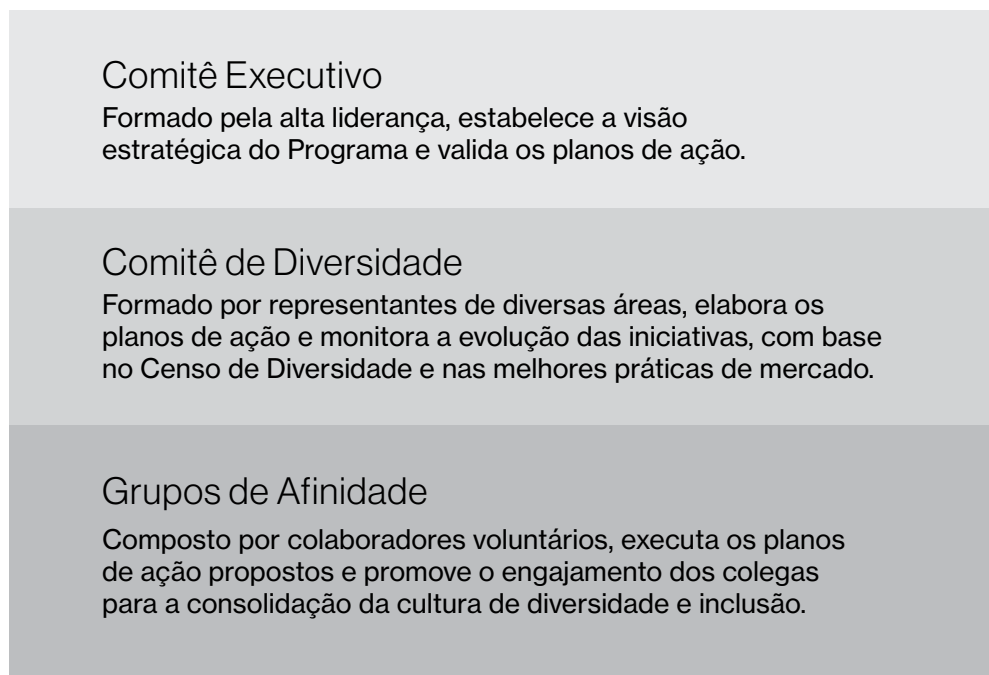 Comitê Executivo
Formado pela alta liderança, estabelece a visão
estratégica do Programa e valida os planos de ação.
Comitê de Diversidade
Formado por representantes de diversas áreas, elabora os
planos de ação e monitora a evolução das iniciativas, com base
no Censo de Diversidade e nas melhores práticas de mercado.
Grupos de Afinidade
Composto por colaboradores voluntários, executa os planos
de ação propostos e promove o engajamento dos colegas
para a consolidação da cultura de diversidade e inclusão.